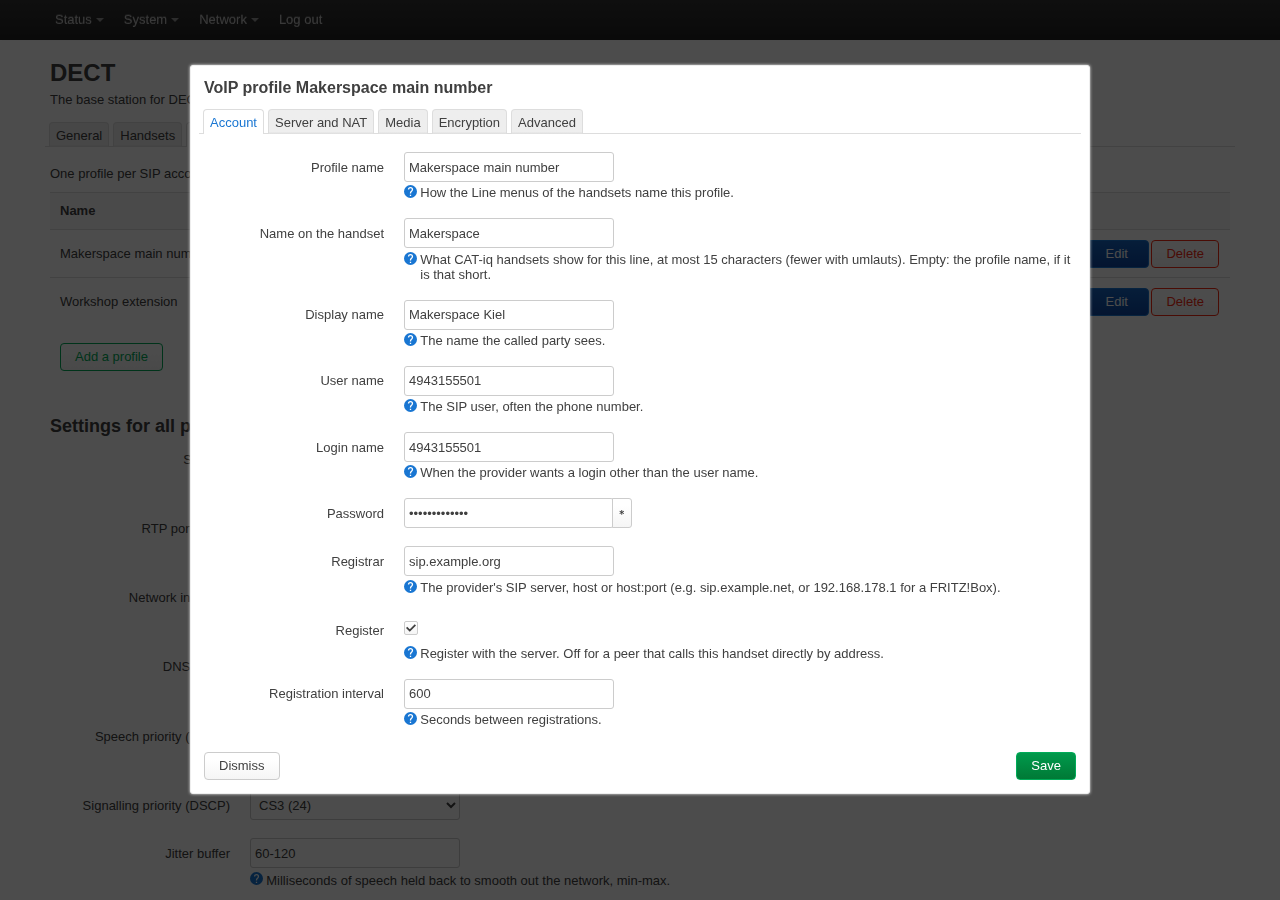 Status System Network Log out
DECT
The base station for DEC
General Handsets
One profile per SIP acco
Name
Makerspace main num Edit Delete
Workshop extension Edit Delete
Add a profile
Settings for all p
S
RTP por
Network in
DNS
Speech priority (
Signalling priority (DSCP) CS3 (24)
Jitter buffer 60-120
? Milliseconds of speech held back to smooth out the network, min-max.
VoIP profile Makerspace main number
Account Server and NAT Media Encryption Advanced
Profile name Makerspace main number
? How the Line menus of the handsets name this profile.
Name on the handset Makerspace
? What CAT-iq handsets show for this line, at most 15 characters (fewer with umlauts). Empty: the profile name, if it
is that short.
Display name Makerspace Kiel
? The name the called party sees.
User name 4943155501
? The SIP user, often the phone number.
Login name 4943155501
? When the provider wants a login other than the user name.
Password ••••••••••••• *
Registrar sip.example.org
? The provider's SIP server, host or host:port (e.g. sip.example.net, or 192.168.178.1 for a FRITZ!Box).
Register
? Register with the server. Off for a peer that calls this handset directly by address.
Registration interval 600
? Seconds between registrations.
Dismiss Save